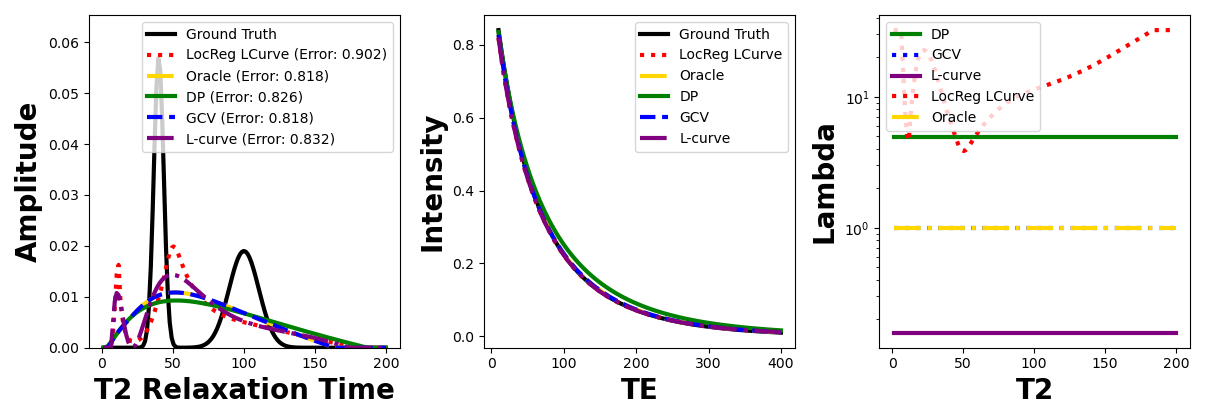 Amplitude
0.06
0.05
0.04
0.03
0.02
0.01
0.00
Ground Truth
LocReg LCurve (Error: 0.902)
Oracle (Error: 0.818)
DP (Error: 0.826)
GCV (Error: 0.818)
L-curve (Error: 0.832)
0 50 100 150 200
T2 Relaxation Time
Intensity
0.8
0.6
0.4
0.2
0.0
Ground Truth
LocReg LCurve
Oracle
DP
GCV
L-curve
0 100 200 300 400
TE
Lambda
10¹
10⁰
DP
GCV
L-curve
LocReg LCurve
Oracle
0 50 100 150 200
T2